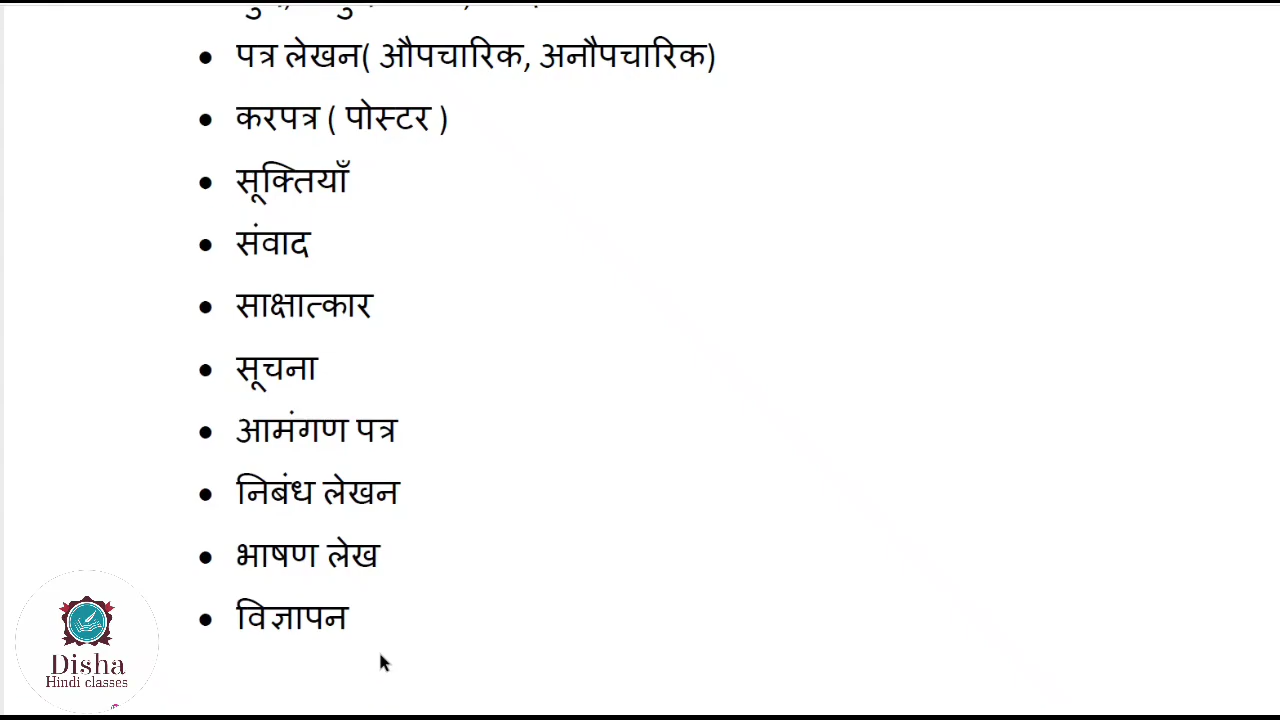 • पत्र लेखन( औपचारिक, अनौपचारिक)
• करपत्र ( पोस्टर )
• सूक्तियाँ
• संवाद
• साक्षात्कार
• सूचना
• आमंगण पत्र
• निबंध लेखन
• भाषण लेख
• विज्ञापन
Disha
Hindi classes